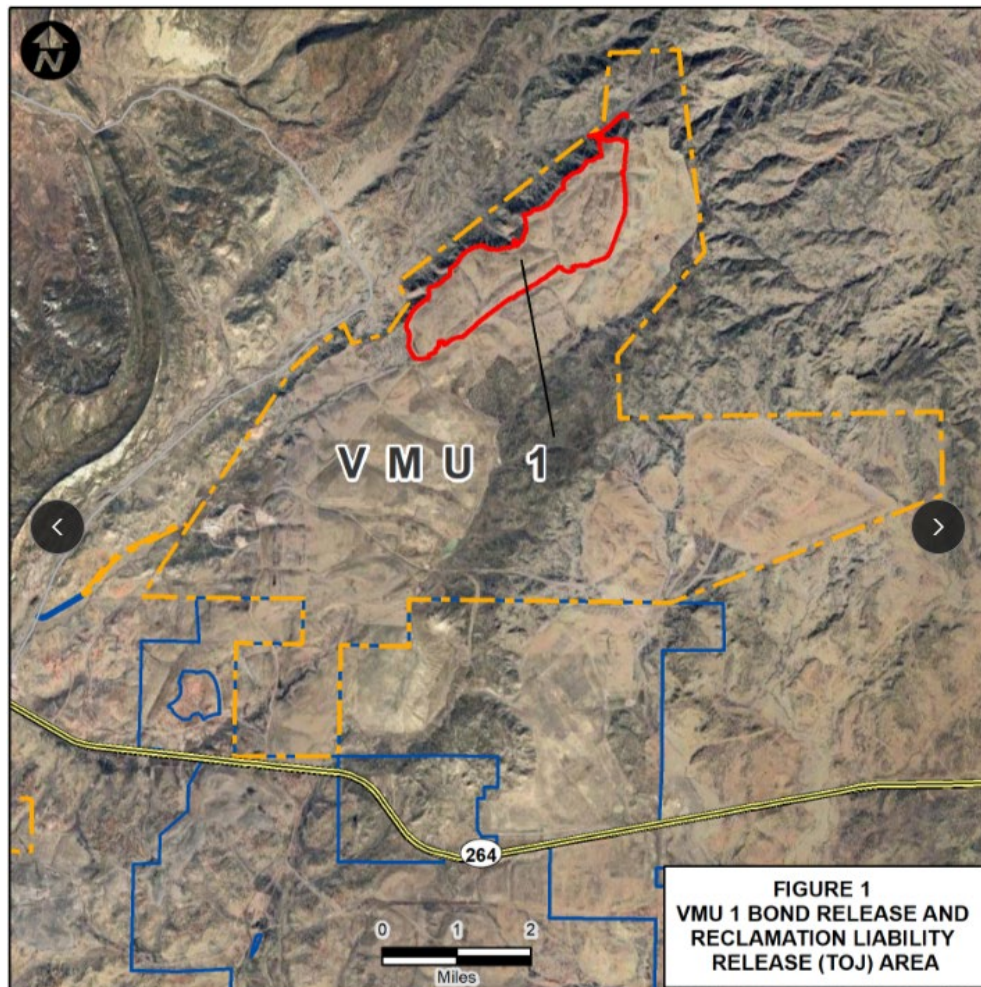 N
VMU 1
264
0 1 2
Miles
FIGURE 1
VMU 1 BOND RELEASE AND
RECLAMATION LIABILITY
RELEASE (TOJ) AREA